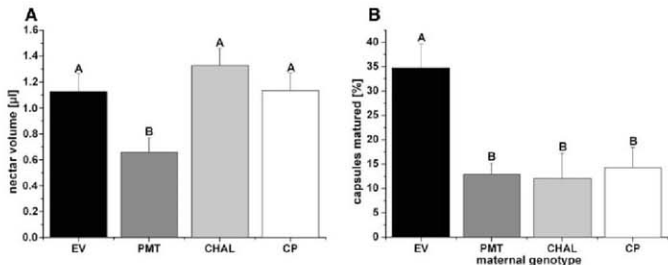 A
nectar volume [µl]
1.6
1.4
1.2
1.0
0.8
0.6
0.4
0.2
0.0
A
B
A
A
EV PMT CHAL CP
B
capsules matured [%]
40
35
30
25
20
15
10
5
0
A
B
B
B
EV PMT CHAL CP
maternal genotype